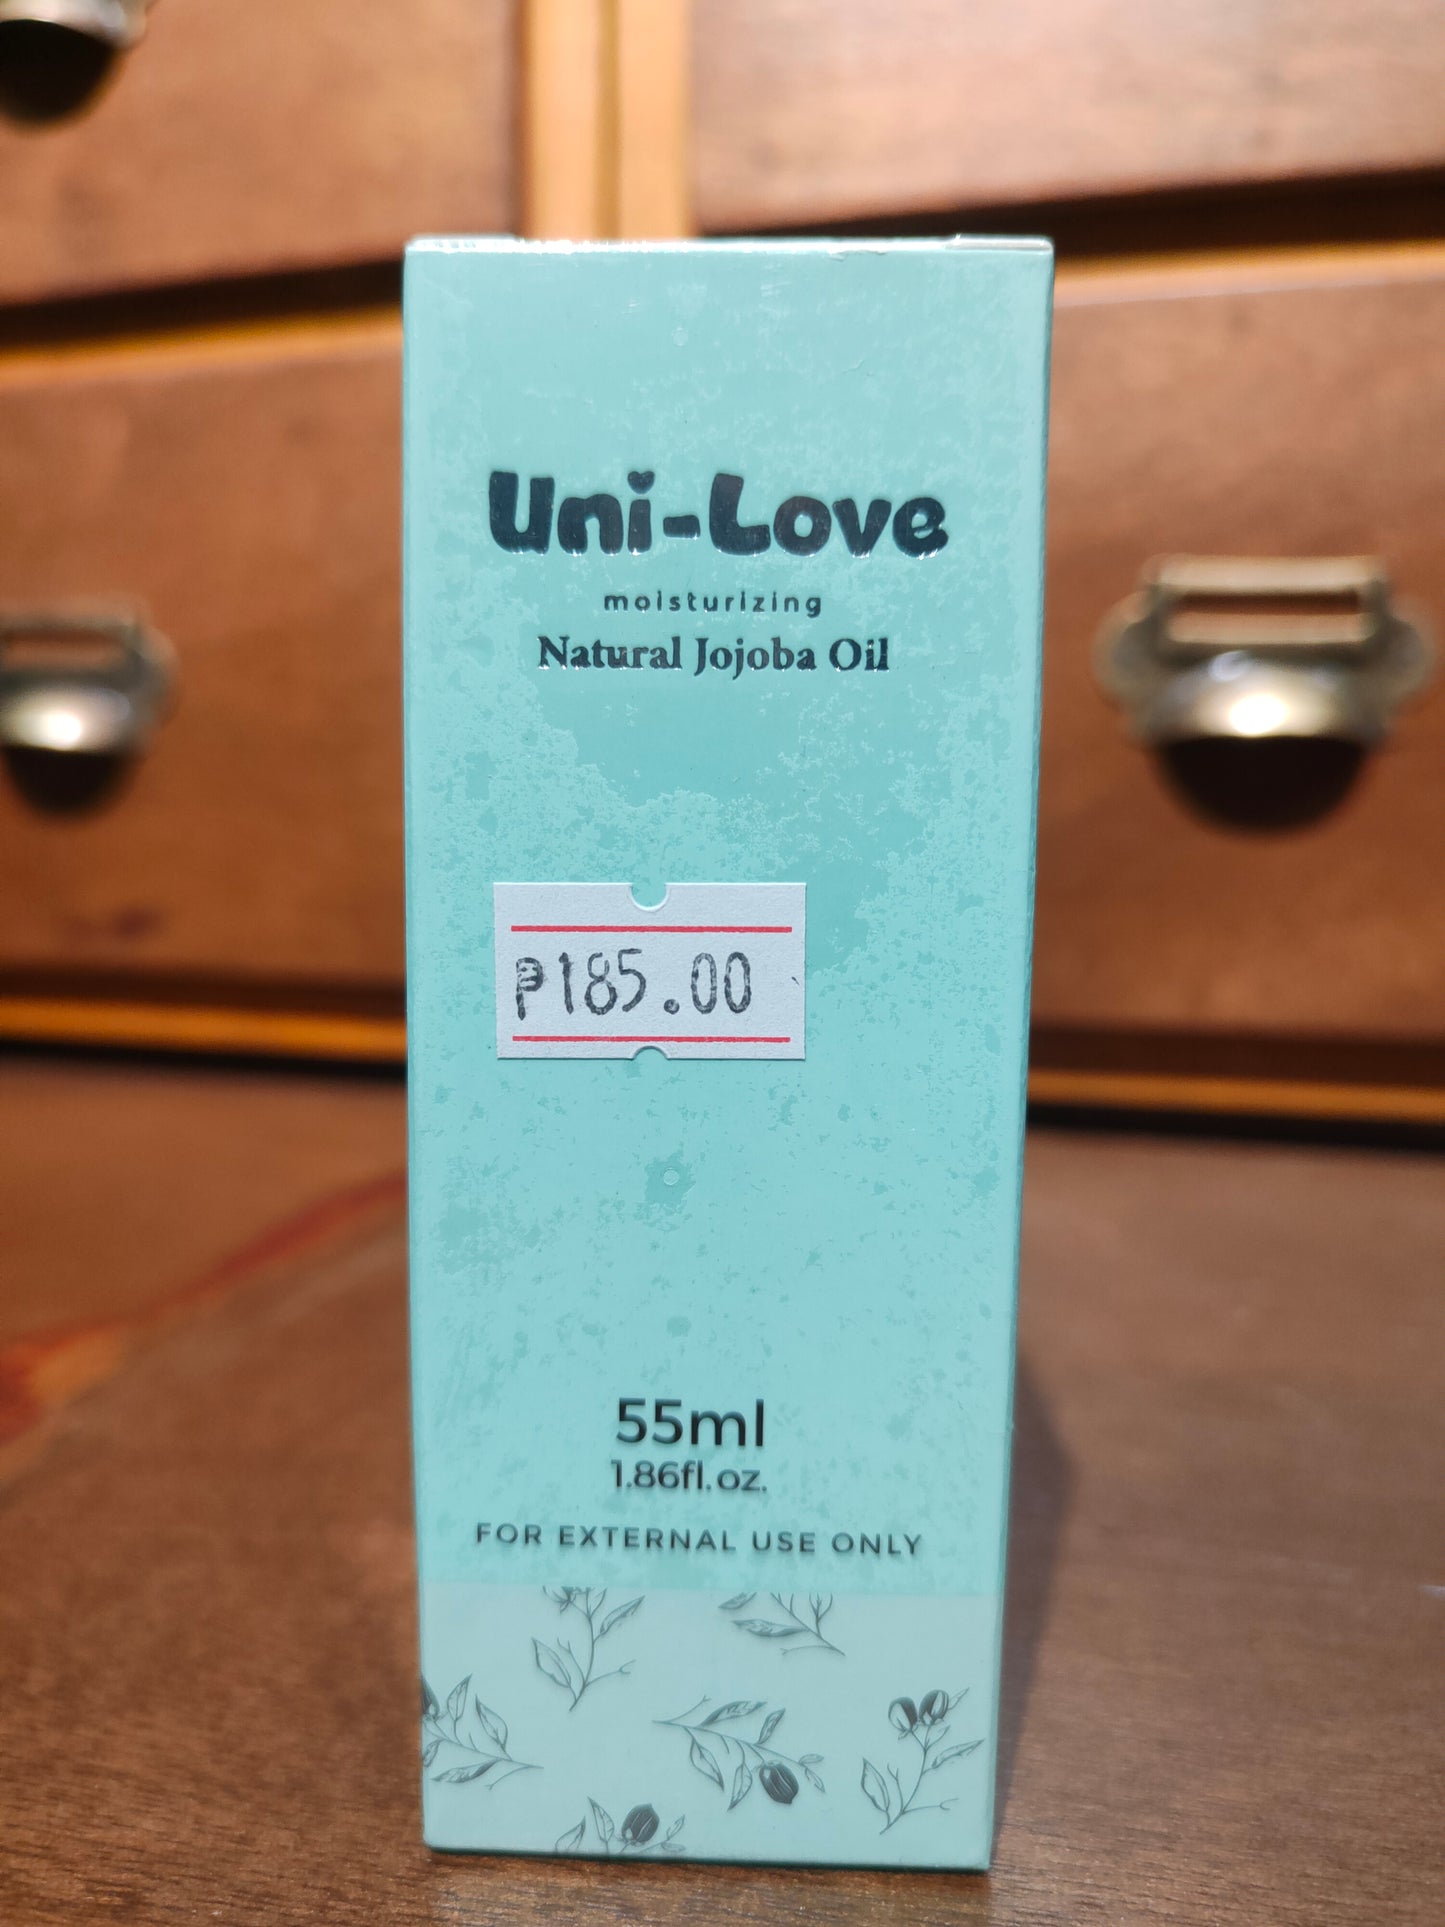 Uni-Love
moisturizing
Natural Jojoba Oil
₱185.00
55ml
1.86fl.oz.
FOR EXTERNAL USE ONLY